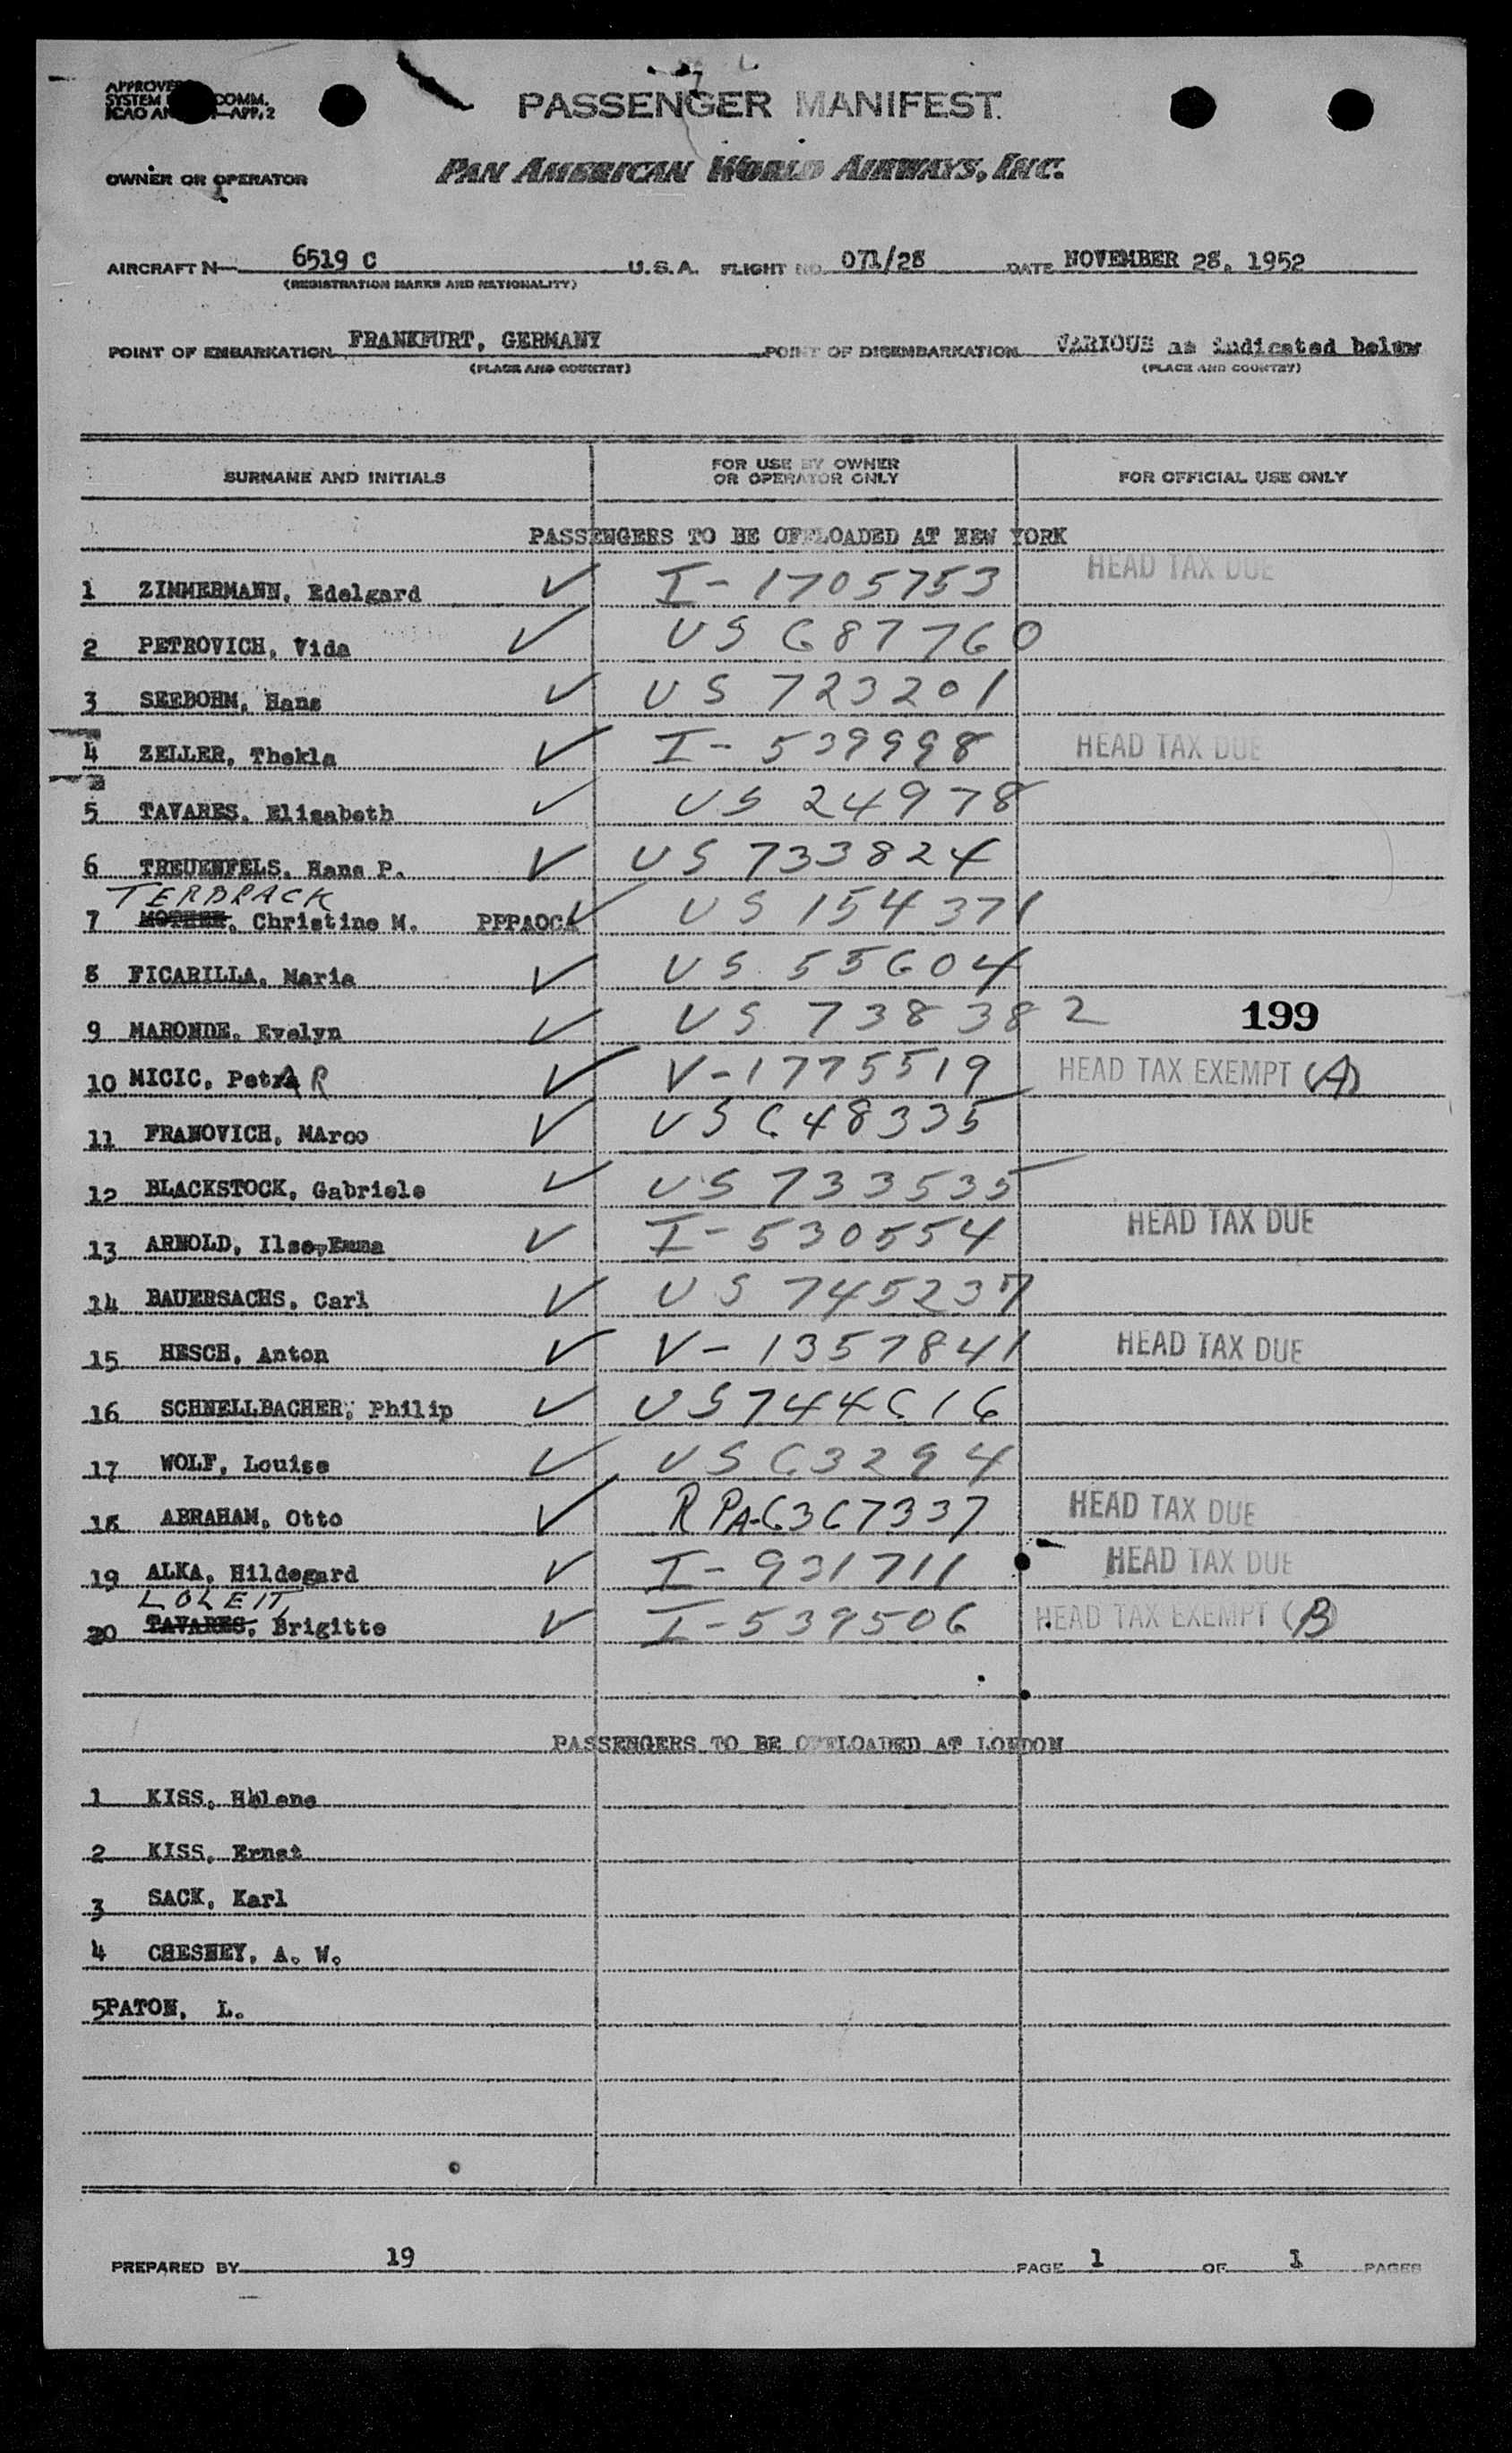 PASSENGER MANIFEST
OWNER OR OPERATOR PAN AMERICAN WORLD AIRWAYS, INC.
AIRCRAFT N 6519 C U.S.A. FLIGHT NO. 071/28 DATE NOVEMBER 28, 1952
(REGISTRATION MARKS AND NATIONALITY)
POINT OF EMBARKATION FRANKFURT, GERMANY POINT OF DISEMBARKATION VARIOUS as indicated below
(PLACE AND COUNTRY) (PLACE AND COUNTRY)
SURNAME AND INITIALS FOR USE BY OWNER OR OPERATOR ONLY FOR OFFICIAL USE ONLY
PASSENGERS TO BE OFFLOADED AT NEW YORK
1 ZIMMERMANN, Edelgard ✓ I-1705753 HEAD TAX DUE
2 PETROVICH, Vida ✓ US 687760
3 SEEBOHM, Hans ✓ US 723201
4 ZELLER, Thekla ✓ I-539998 HEAD TAX DUE
5 TAVARES, Elisabeth ✓ US 24978
6 TREUENFELS, Hans P. ✓ US 733824
TERBRACK
7 MOTHER, Christine M. PPPAOCA ✓ US 154371
8 FICARILLA, Maria ✓ US 55604
9 MARONDE, Evelyn ✓ US 738382 199
10 MICIC, Petar ✓ V-1775519 HEAD TAX EXEMPT (A)
11 FRANOVICH, MArco ✓ US 648335
12 BLACKSTOCK, Gabriele ✓ US 733535
13 ARNOLD, Ilse, Emma ✓ I-530554 HEAD TAX DUE
14 BAUERSACHS, Carl ✓ US 745237
15 HESCH, Anton ✓ V-1357841 HEAD TAX DUE
16 SCHNELLBACHER, Philip ✓ US 744616
17 WOLF, Louise ✓ US 63294
18 ABRAHAM, Otto ✓ RPA-6367337 HEAD TAX DUE
19 ALKA, Hildegard ✓ I-931711 HEAD TAX DUE
LOLEIT,
20 TAVARES, Brigitte ✓ I-539506 HEAD TAX EXEMPT (B)
PASSENGERS TO BE OFFLOADED AT LONDON
1 KISS, Helene
2 KISS, Ernst
3 SACK, Karl
4 CHESNEY, A. W.
5 PATON, L.
PREPARED BY 19 PAGE 1 OF 1 PAGES